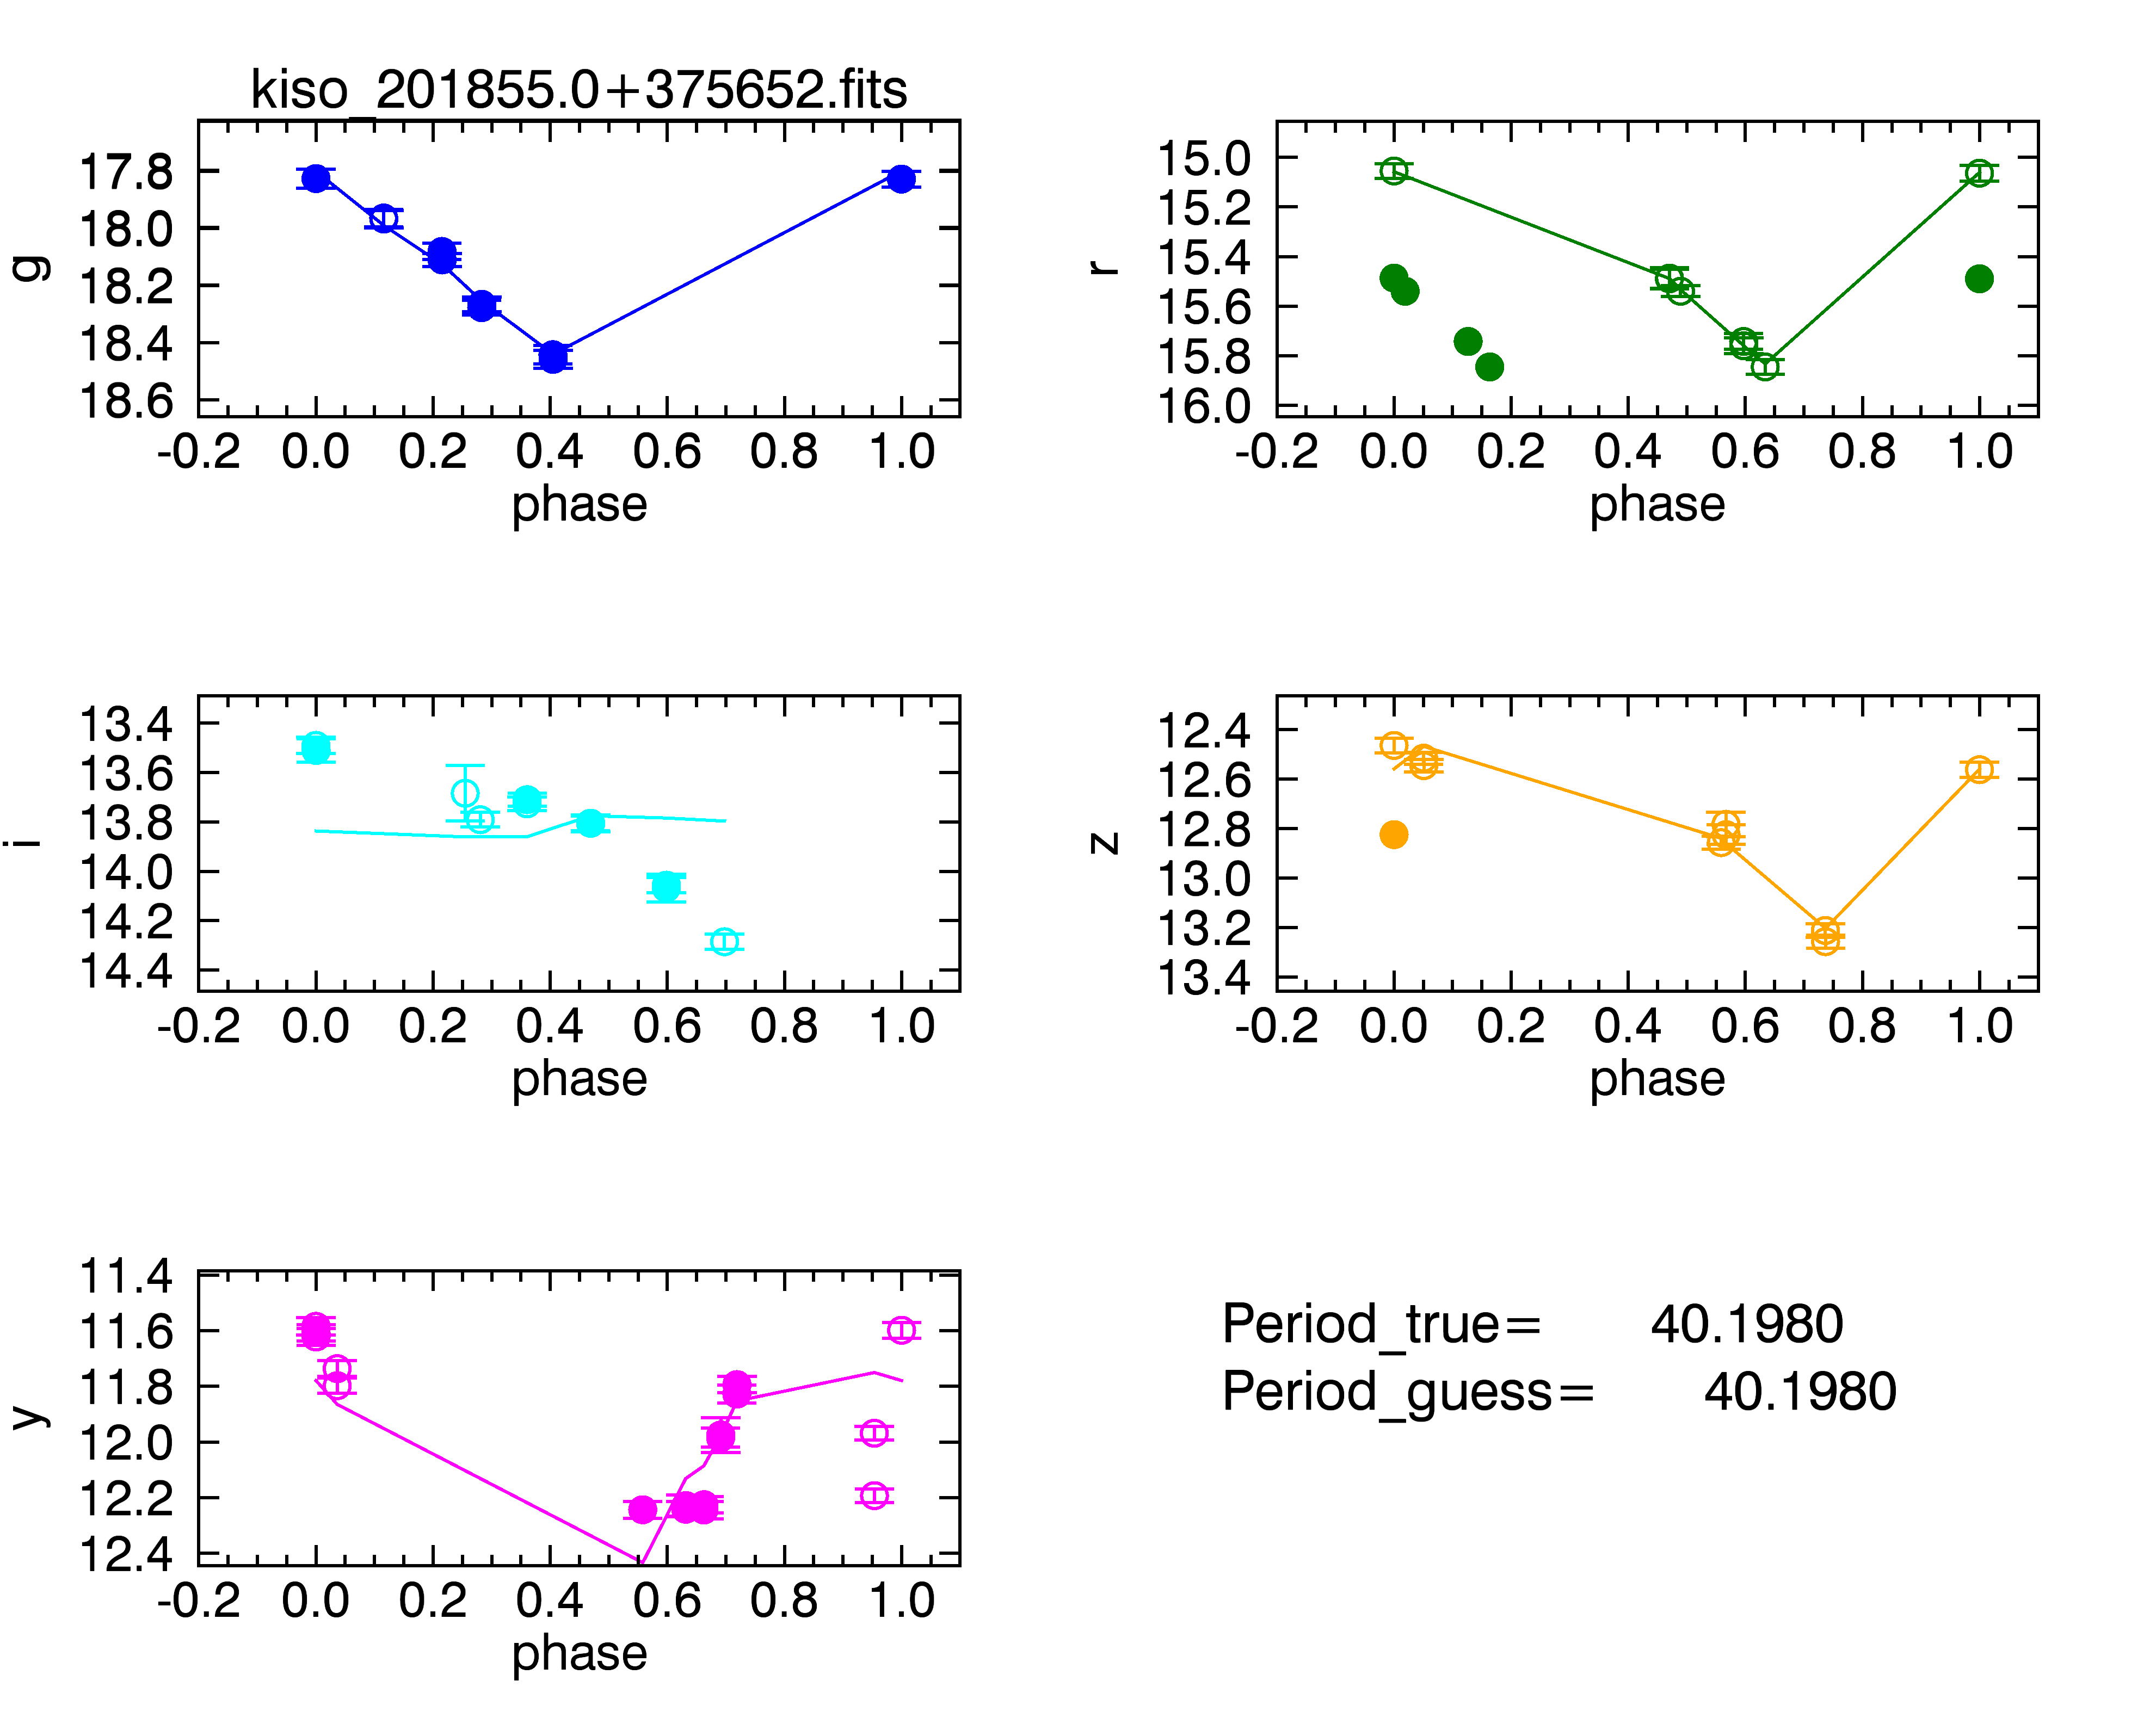 kiso_201855.0+375652.fits
g
17.8
18.0
18.2
18.4
18.6
-0.2 0.0 0.2 0.4 0.6 0.8 1.0
phase
r
15.0
15.2
15.4
15.6
15.8
16.0
-0.2 0.0 0.2 0.4 0.6 0.8 1.0
phase
i
13.4
13.6
13.8
14.0
14.2
14.4
-0.2 0.0 0.2 0.4 0.6 0.8 1.0
phase
z
12.4
12.6
12.8
13.0
13.2
13.4
-0.2 0.0 0.2 0.4 0.6 0.8 1.0
phase
y
11.4
11.6
11.8
12.0
12.2
12.4
-0.2 0.0 0.2 0.4 0.6 0.8 1.0
phase
Period_true= 40.1980
Period_guess= 40.1980